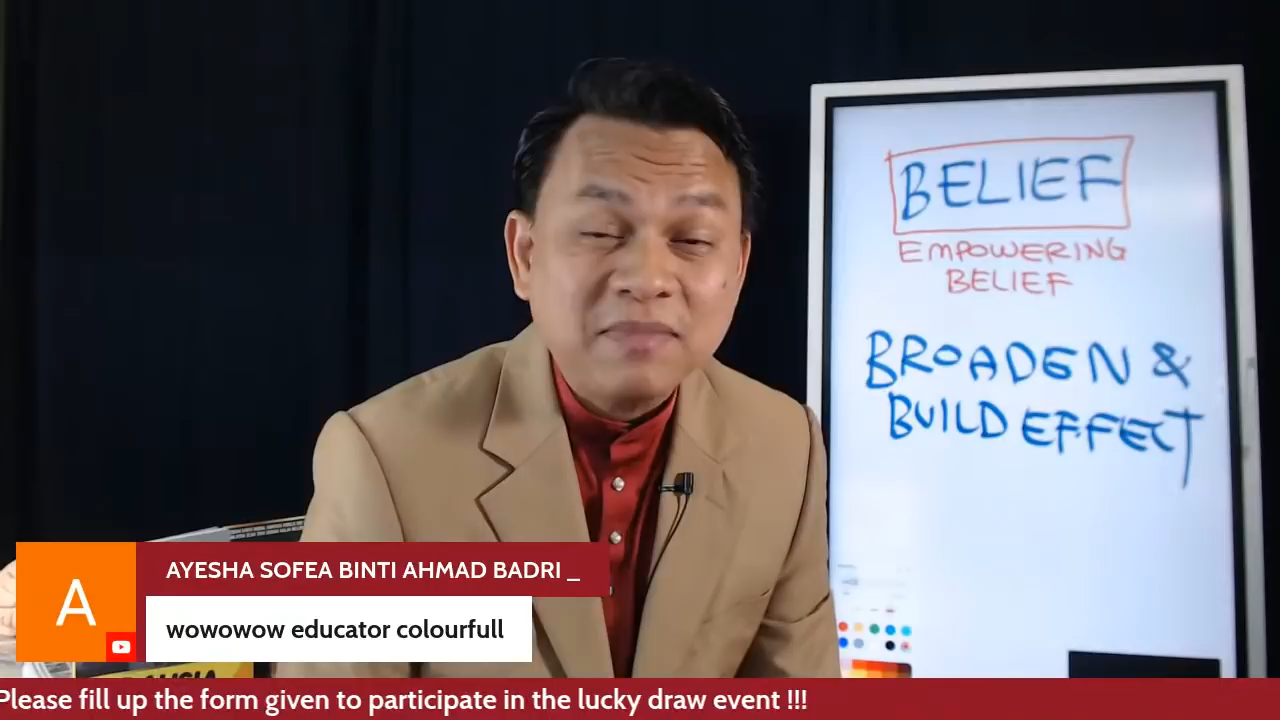 BELIEF
EMPOWERING
BELIEF
BROADEN &
BUILD EFFECT
AYESHA SOFEA BINTI AHMAD BADRI _
A
wowowow educator colourfull
Please fill up the form given to participate in the lucky draw event !!!